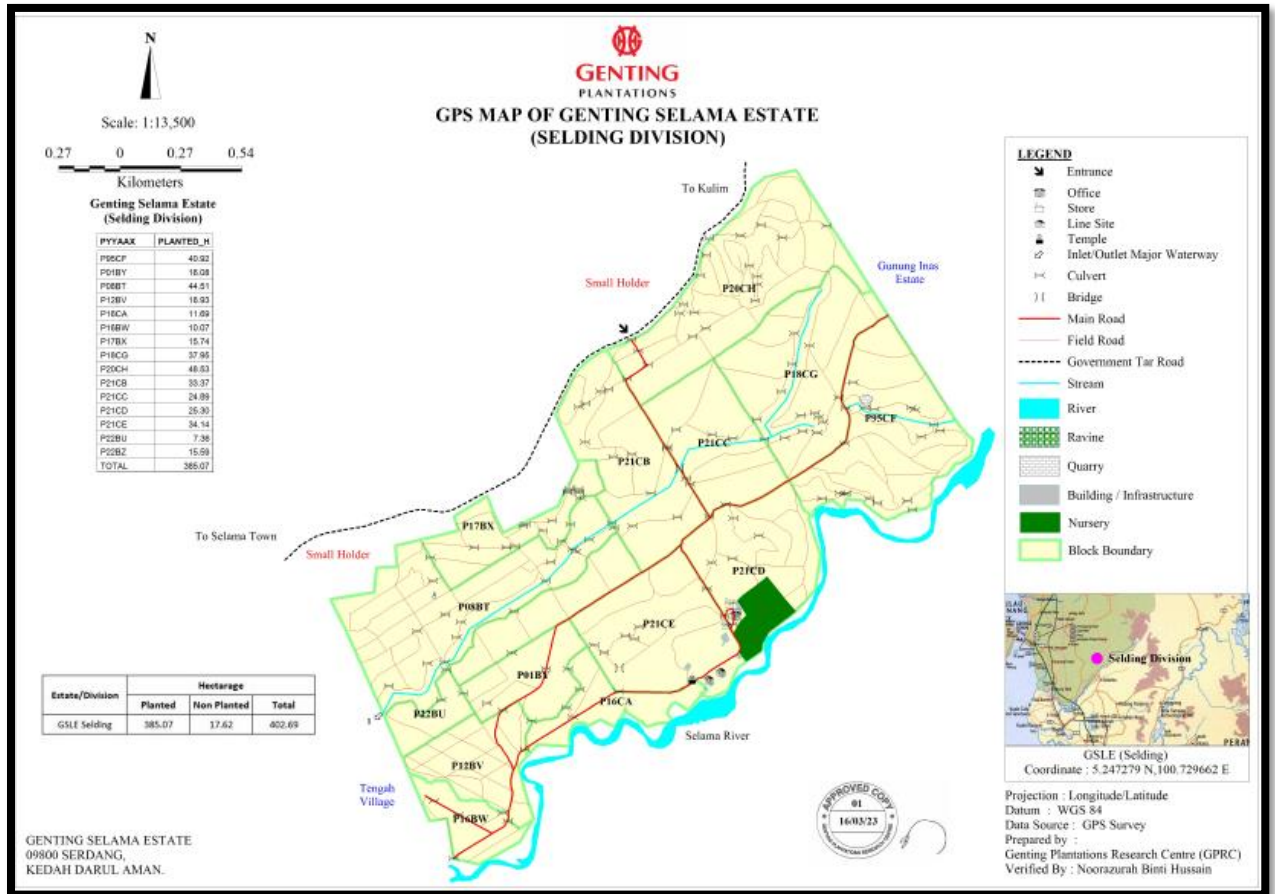 N
Scale: 1:13,500
0.27 0 0.27 0.54
Kilometers
Genting Selama Estate
(Selding Division)
PYYAAX PLANTED_H
P95CF 40.92
P01BY 16.08
P08BT 44.51
P12BV 18.93
P16CA 11.69
P16BW 10.07
P17BX 15.74
P18CG 37.95
P20CH 48.53
P21CB 33.37
P21CC 24.89
P21CD 25.30
P21CE 34.14
P22BU 7.36
P22BZ 15.59
TOTAL 385.07
GENTING
PLANTATIONS
GPS MAP OF GENTING SELAMA ESTATE
(SELDING DIVISION)
To Kulim
Small Holder
Gunung Inas
Estate
P20CH
P18CG
P95CF
P21CC
P21CB
P17BX
To Selama Town
Small Holder
P21CD
P08BT
P21CE
P01BY
P16CA
P22BU
Selama River
P12BV
Tengah
Village
P16BW
Estate/Division Hectarage
Planted Non Planted Total
GSLE Selding 385.07 17.62 402.69
GENTING SELAMA ESTATE
09800 SERDANG,
KEDAH DARUL AMAN.
APPROVED COPY
01
16/03/23
LEGEND
Entrance
Office
Store
Line Site
Temple
Inlet/Outlet Major Waterway
Culvert
Bridge
Main Road
Field Road
Government Tar Road
Stream
River
Ravine
Quarry
Building / Infrastructure
Nursery
Block Boundary
Selding Division
GSLE (Selding)
Coordinate : 5.247279 N,100.729662 E
Projection : Longitude/Latitude
Datum : WGS 84
Data Source : GPS Survey
Prepared by :
Genting Plantations Research Centre (GPRC)
Verified By : Noorazurah Binti Hussain